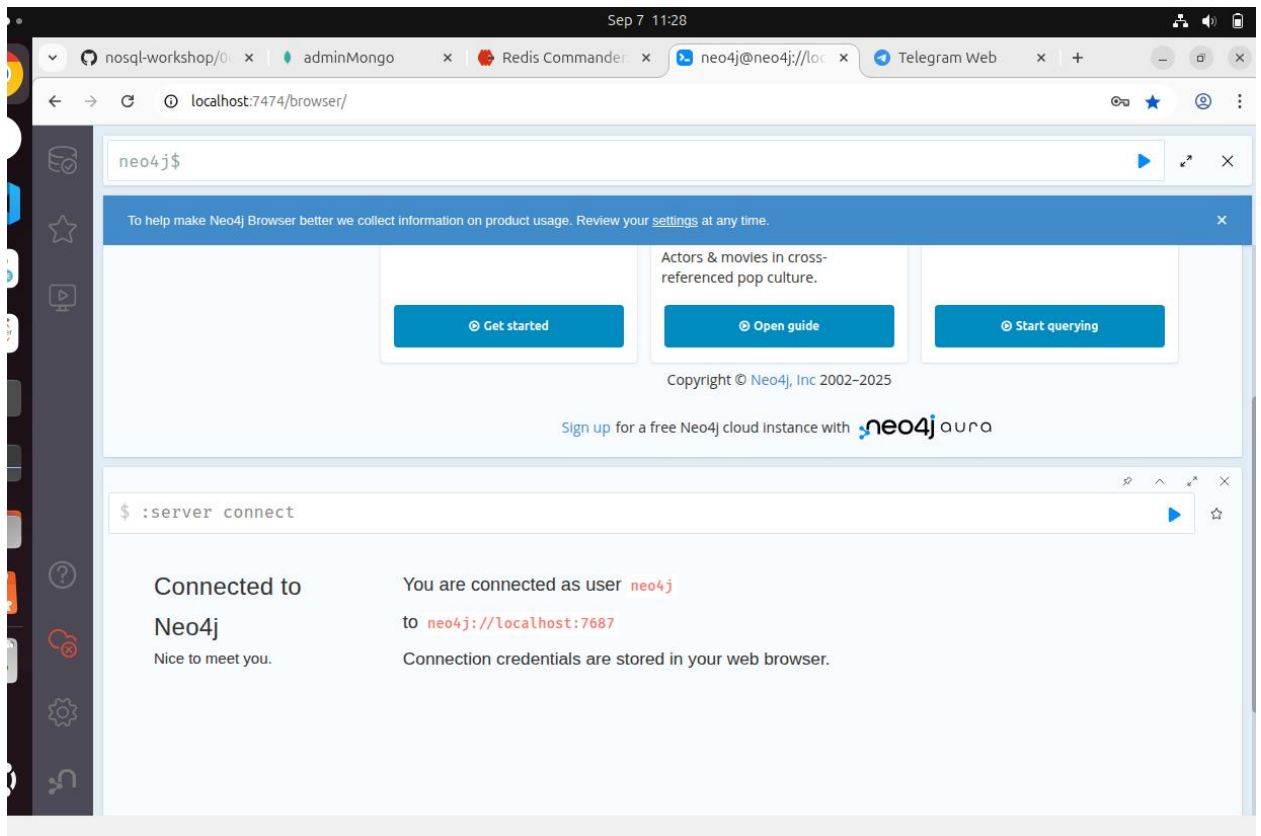 Sep 7 11:28
nosql-workshop/0
adminMongo
Redis Commander
neo4j@neo4j://loc
Telegram Web
localhost:7474/browser/
neo4j$
To help make Neo4j Browser better we collect information on product usage. Review your settings at any time.
Actors & movies in cross-
referenced pop culture.
Get started
Open guide
Start querying
Copyright © Neo4j, Inc 2002–2025
Sign up for a free Neo4j cloud instance with neo4j aura
$ :server connect
Connected to
Neo4j
Nice to meet you.
You are connected as user neo4j
to neo4j://localhost:7687
Connection credentials are stored in your web browser.